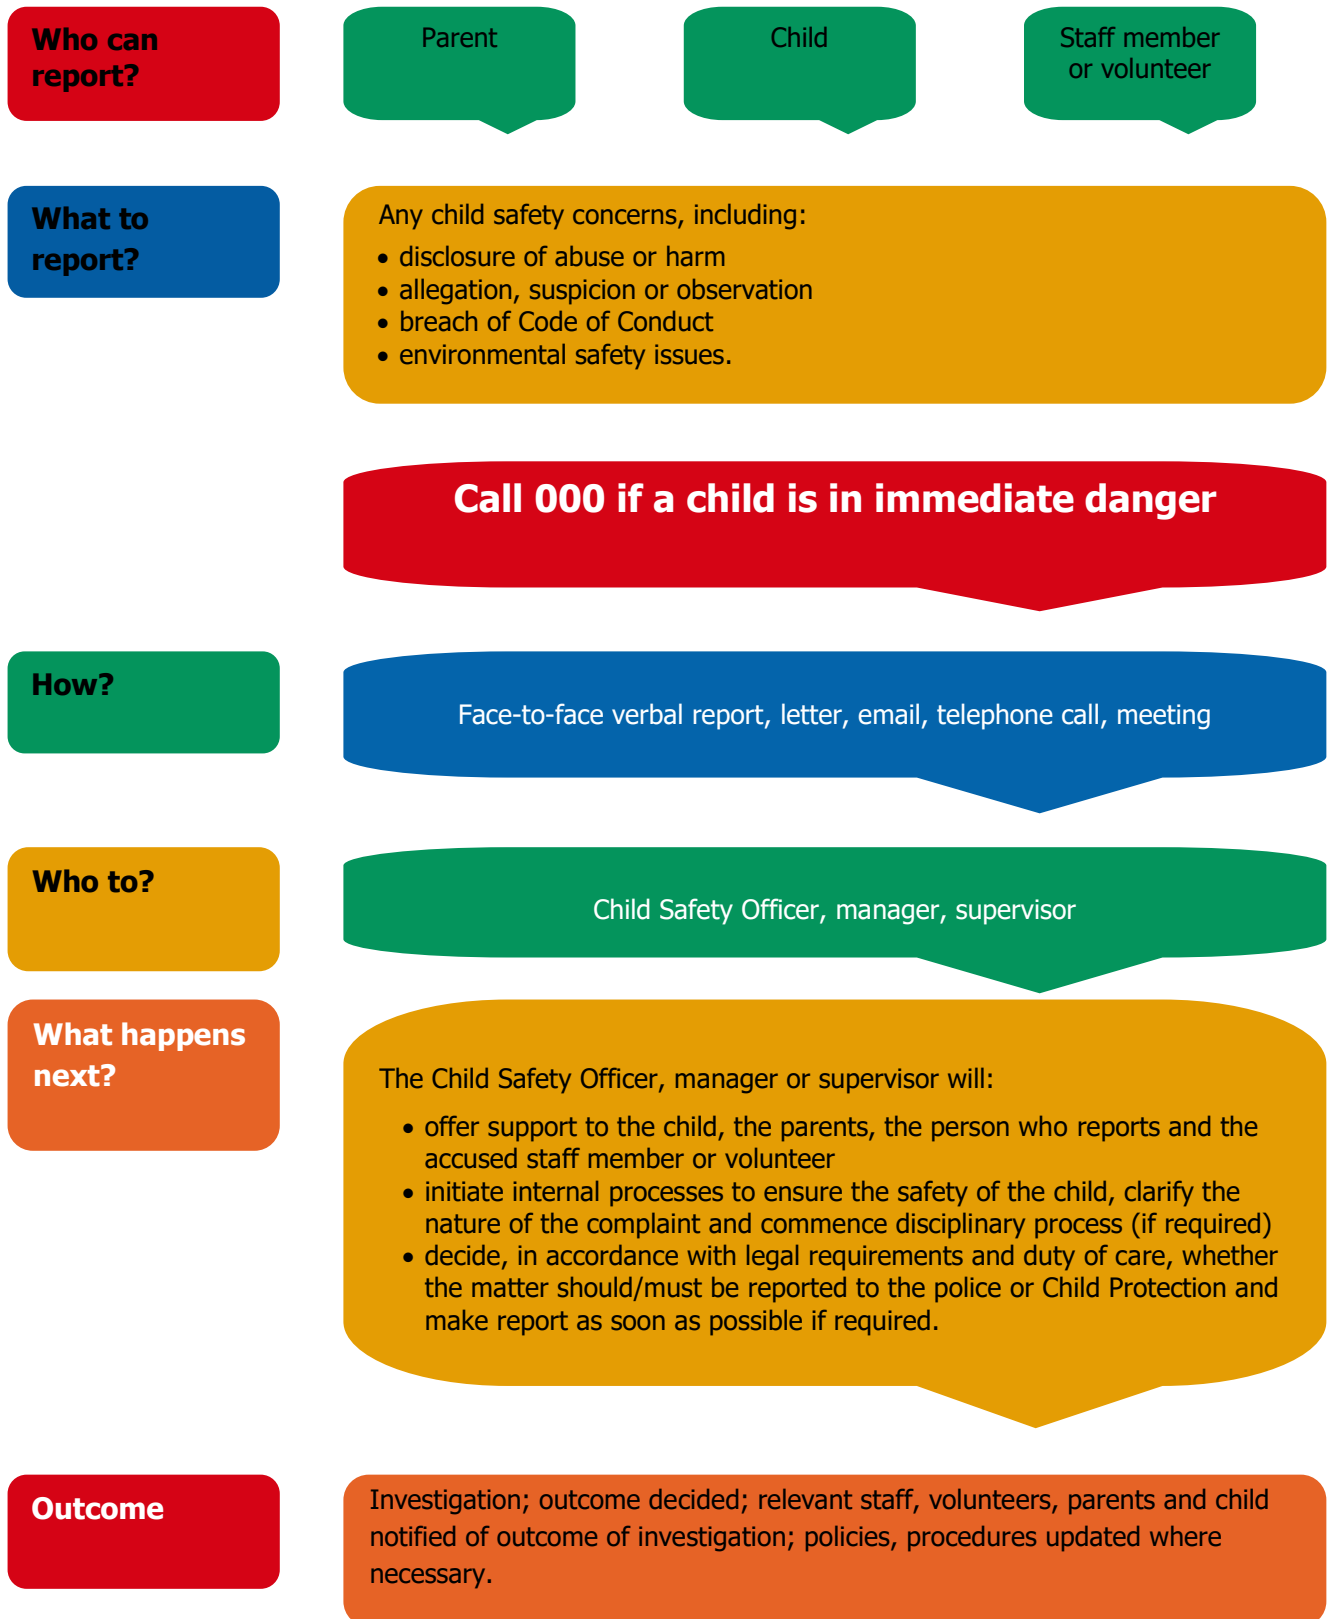 Who can
report?
Parent
Child
Staff member
or volunteer
What to
report?
Any child safety concerns, including:
• disclosure of abuse or harm
• allegation, suspicion or observation
• breach of Code of Conduct
• environmental safety issues.
Call 000 if a child is in immediate danger
How?
Face-to-face verbal report, letter, email, telephone call, meeting
Who to?
Child Safety Officer, manager, supervisor
What happens
next?
The Child Safety Officer, manager or supervisor will:
• offer support to the child, the parents, the person who reports and the
accused staff member or volunteer
• initiate internal processes to ensure the safety of the child, clarify the
nature of the complaint and commence disciplinary process (if required)
• decide, in accordance with legal requirements and duty of care, whether
the matter should/must be reported to the police or Child Protection and
make report as soon as possible if required.
Outcome
Investigation; outcome decided; relevant staff, volunteers, parents and child
notified of outcome of investigation; policies, procedures updated where
necessary.